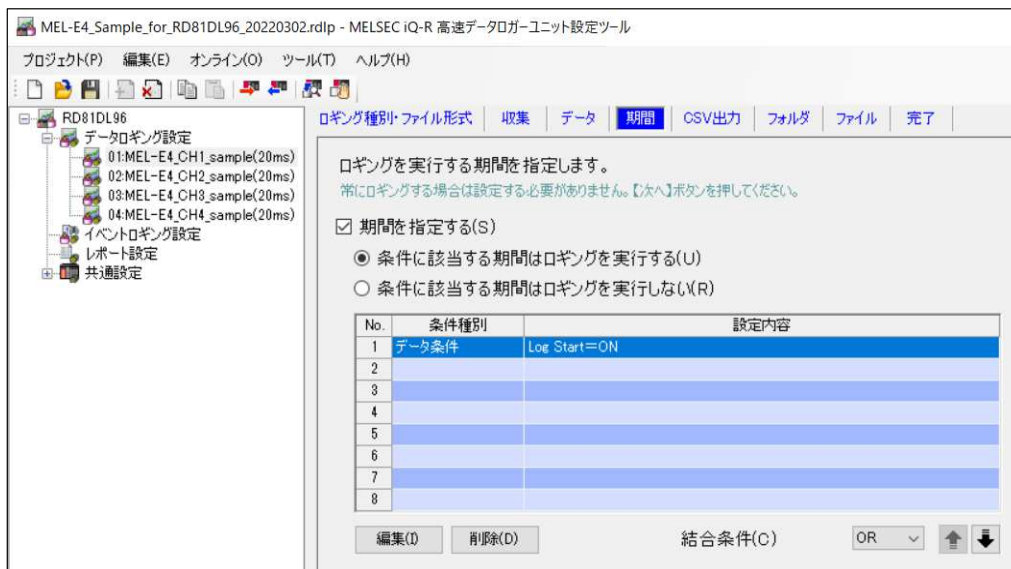 MEL-E4_Sample_for_RD81DL96_20220302.rdlp - MELSEC iQ-R 高速データロガーユニット設定ツール
プロジェクト(P) 編集(E) オンライン(O) ツール(T) ヘルプ(H)
RD81DL96
データロギング設定
01:MEL-E4_CH1_sample(20ms)
02:MEL-E4_CH2_sample(20ms)
03:MEL-E4_CH3_sample(20ms)
04:MEL-E4_CH4_sample(20ms)
イベントロギング設定
レポート設定
共通設定
ロギング種別・ファイル形式 収集 データ 期間 CSV出力 フォルダ ファイル 完了
ロギングを実行する期間を指定します。
常にロギングする場合は設定する必要がありません。【次へ】ボタンを押してください。
期間を指定する(S)
条件に該当する期間はロギングを実行する(U)
条件に該当する期間はロギングを実行しない(R)
No. 条件種別 設定内容
1 データ条件 Log Start=ON
2
3
4
5
6
7
8
編集(I) 削除(D) 結合条件(C) OR